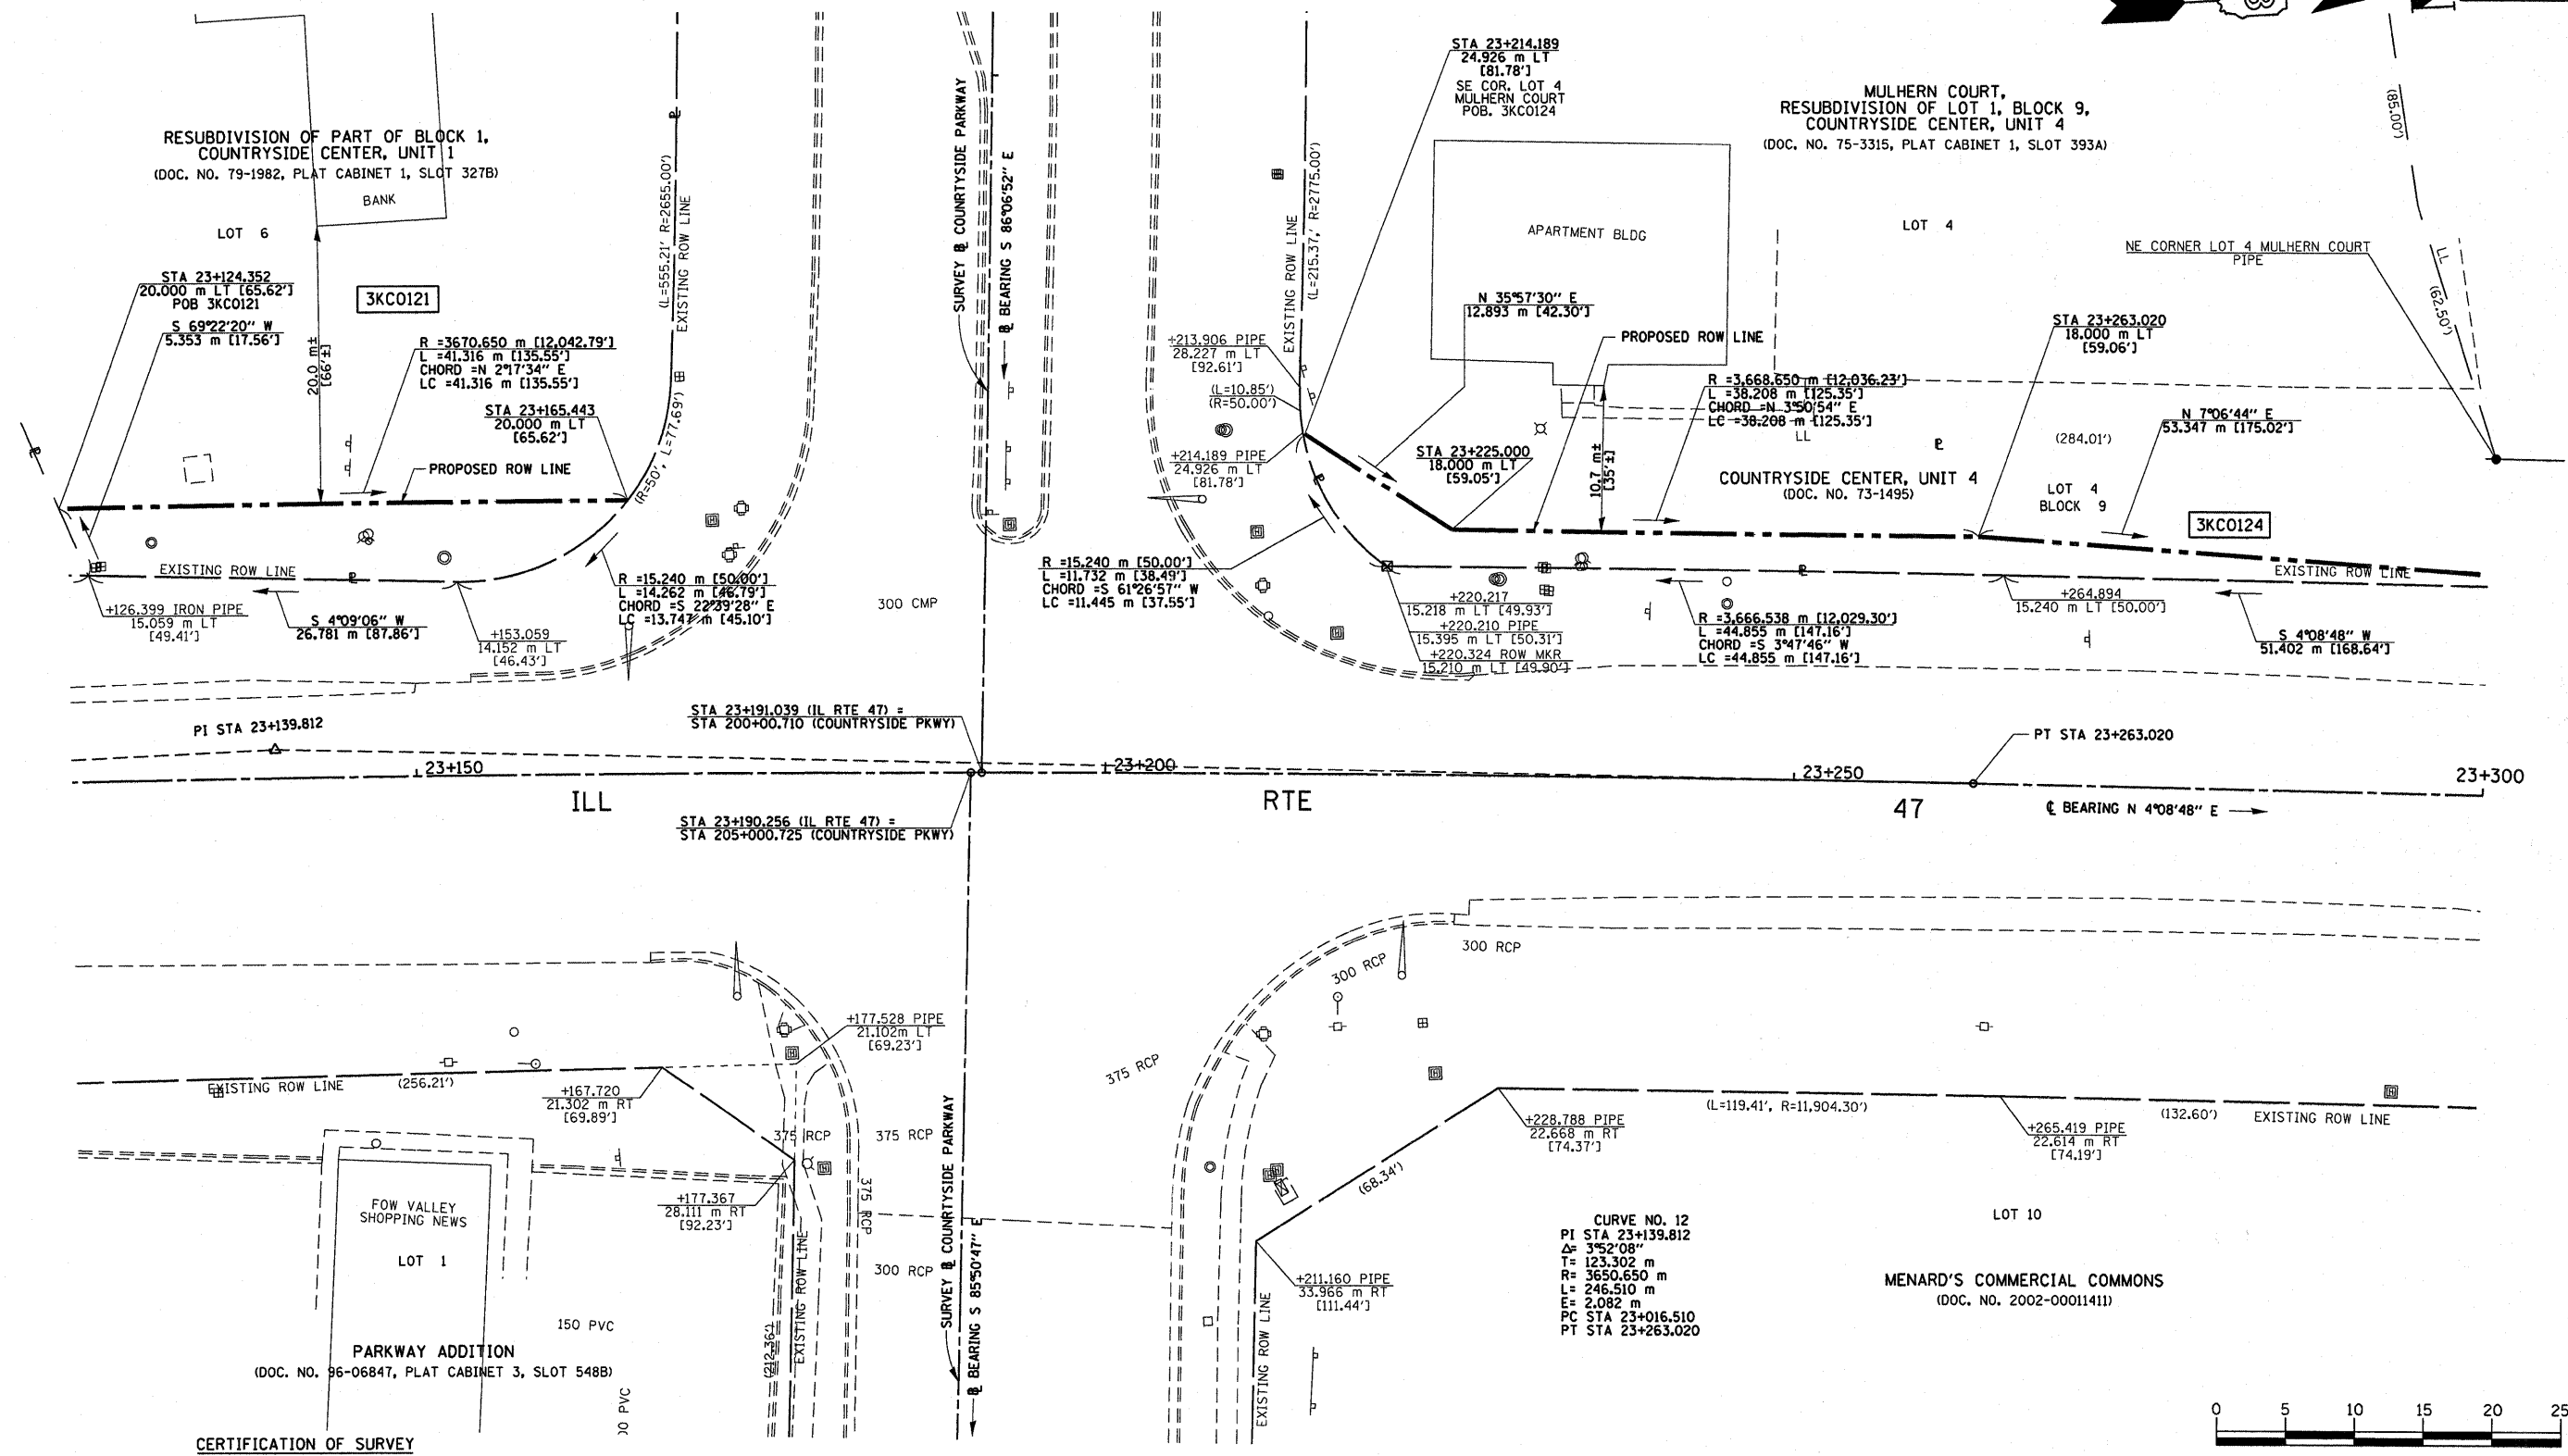 RESUBDIVISION OF PART OF BLOCK 1,
COUNTRYSIDE CENTER, UNIT 1
(DOC. NO. 79-1982, PLAT CABINET 1, SLOT 327B)
BANK
LOT 6
STA 23+124.352
20.000 m LT [65.62']
POB 3KC0121
S 69°22'20" W
5.353 m [17.56']
3KC0121
20.0 m±
[66'±]
R =3670.650 m [12,042.79']
L =41.316 m [135.55']
CHORD =N 2°17'34" E
LC =41.316 m [135.55']
STA 23+165.443
20.000 m LT
[65.62']
PROPOSED ROW LINE
(L=555.21' R=2655.00')
EXISTING ROW LINE
(R=50', L=77.69')
EXISTING ROW LINE
+126.399 IRON PIPE
15.059 m LT
[49.41']
S 4°09'06" W
26.781 m [87.86']
+153.059
14.152 m LT
[46.43']
R =15.240 m [50.00']
L =14.262 m [46.79']
CHORD =S 22°39'28" E
LC =13.747 m [45.10']
300 CMP
SURVEY ℄ COUNRTYSIDE PARKWAY
℄ BEARING S 86°06'52" E
STA 23+214.189
24.926 m LT
[81.78']
SE COR. LOT 4
MULHERN COURT
POB. 3KC0124
MULHERN COURT,
RESUBDIVISION OF LOT 1, BLOCK 9,
COUNTRYSIDE CENTER, UNIT 4
(DOC. NO. 75-3315, PLAT CABINET 1, SLOT 393A)
(85.00')
EXISTING ROW LINE
(L=215.37,' R=2775.00')
APARTMENT BLDG
LOT 4
NE CORNER LOT 4 MULHERN COURT
PIPE
LL
(62.50')
N 35°57'30" E
12.893 m [42.30']
PROPOSED ROW LINE
STA 23+263.020
18.000 m LT
[59.06']
+213.906 PIPE
28.227 m LT
[92.61']
(L=10.85')
(R=50.00')
R =3,668.650 m [12,036.23']
L =38.208 m [125.35']
CHORD =N 3°50'54" E
LC =38.208 m [125.35']
LL
N 7°06'44" E
53.347 m [175.02']
(284.01')
+214.189 PIPE
24.926 m LT
[81.78']
STA 23+225.000
18.000 m LT
[59.05']
10.7 m±
[35'±]
COUNTRYSIDE CENTER, UNIT 4
(DOC. NO. 73-1495)
LOT 4
BLOCK 9
3KC0124
R =15.240 m [50.00']
L =11.732 m [38.49']
CHORD =S 61°26'57" W
LC =11.445 m [37.55']
EXISTING ROW LINE
+220.217
15.218 m LT [49.93']
+220.210 PIPE
15.395 m LT [50.31']
+220.324 ROW MKR
15.210 m LT [49.90']
R =3,666.538 m [12,029.30']
L =44.855 m [147.16']
CHORD =S 3°47'46" W
LC =44.855 m [147.16']
+264.894
15.240 m LT [50.00']
S 4°08'48" W
51.402 m [168.64']
PI STA 23+139.812
STA 23+191.039 (IL RTE 47) =
STA 200+00.710 (COUNTRYSIDE PKWY)
PT STA 23+263.020
23+150
23+200
23+250
23+300
ILL RTE 47
℄ BEARING N 4°08'48" E
STA 23+190.256 (IL RTE 47) =
STA 205+000.725 (COUNTRYSIDE PKWY)
300 RCP
300 RCP
375 RCP
+177.528 PIPE
21.102m LT
[69.23']
EXISTING ROW LINE
(256.21')
+167.720
21.302 m RT
[69.89']
375 RCP
375 RCP
375 RCP
+177.367
28.111 m RT
[92.23']
300 RCP
FOW VALLEY
SHOPPING NEWS
LOT 1
150 PVC
PARKWAY ADDITION
(DOC. NO. 96-06847, PLAT CABINET 3, SLOT 548B)
(212.36')
EXISTING ROW LINE
SURVEY ℄ COUNRTYSIDE PARKWAY
℄ BEARING S 85°50'47" E
+228.788 PIPE
22.668 m RT
[74.37']
(L=119.41', R=11,904.30')
+265.419 PIPE
22.614 m RT
[74.19']
(132.60')
EXISTING ROW LINE
(68.34')
+211.160 PIPE
33.966 m RT
[111.44']
EXISTING ROW LINE
CURVE NO. 12
PI STA 23+139.812
Δ= 3°52'08"
T= 123.302 m
R= 3650.650 m
L= 246.510 m
E= 2.082 m
PC STA 23+016.510
PT STA 23+263.020
LOT 10
MENARD'S COMMERCIAL COMMONS
(DOC. NO. 2002-00011411)
0 5 10 15 20 25
CERTIFICATION OF SURVEY